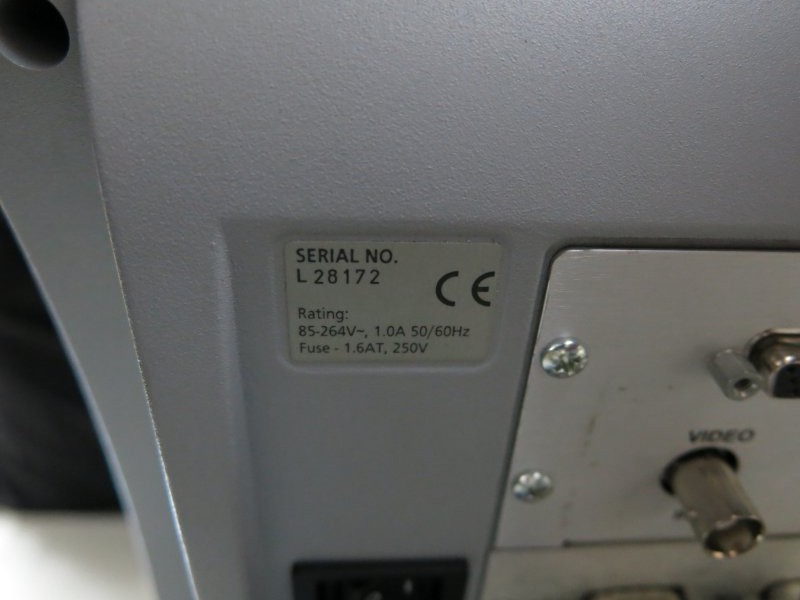 SERIAL NO.
L 28172
CE
Rating:
85-264V~, 1.0A 50/60Hz
Fuse - 1.6AT, 250V
VIDEO